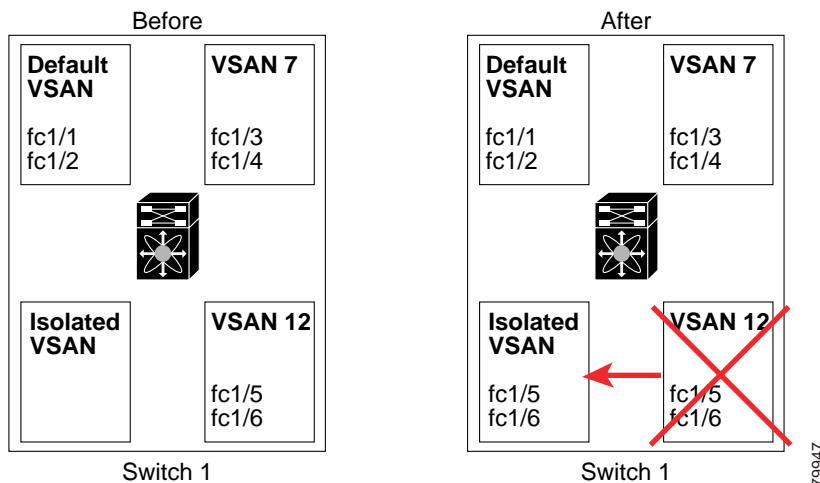 Before
Default
VSAN
fc1/1
fc1/2
VSAN 7
fc1/3
fc1/4
Isolated
VSAN
VSAN 12
fc1/5
fc1/6
Switch 1
After
Default
VSAN
fc1/1
fc1/2
VSAN 7
fc1/3
fc1/4
Isolated
VSAN
fc1/5
fc1/6
VSAN 12
fc1/5
fc1/6
Switch 1
79947